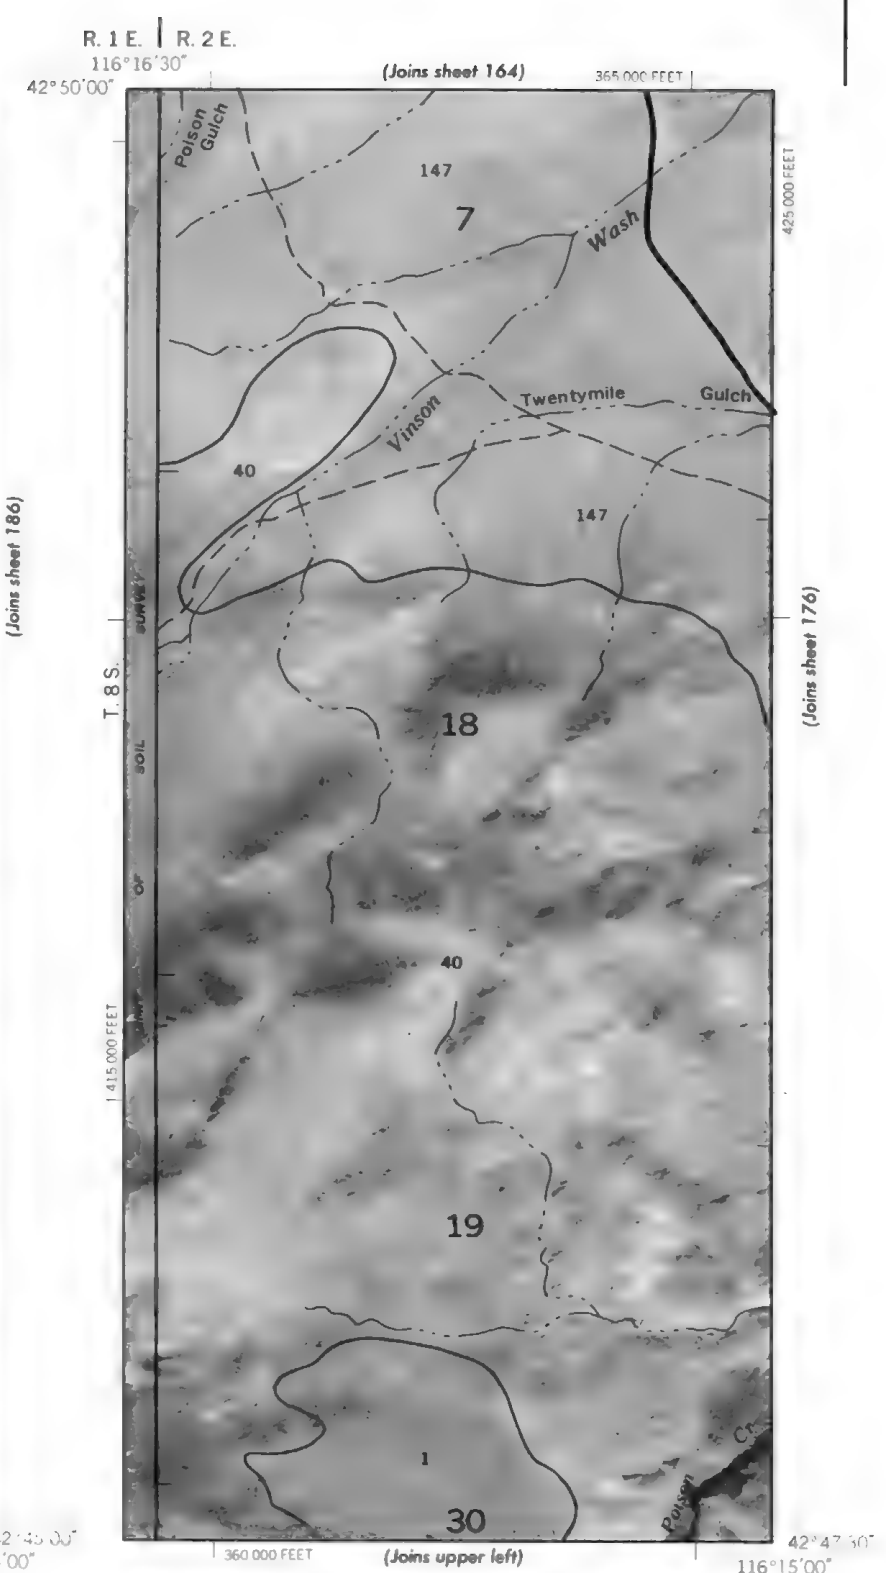 R. 1 E. R. 2 E.
116°16'30"
(Joins sheet 164)
365 000 FEET
42°50'00"
Poison
Gulch
147
7
Wash
425 000 FEET
Twentymile Gulch
Vinson
40
147
(Joins sheet 186)
SURVEY
(Joins sheet 176)
T. 8 S.
18
SOIL
OF
40
415 000 FEET
19
1
Cr
Poison
30
360 000 FEET
(Joins upper left)
42°47'30"
116°15'00"